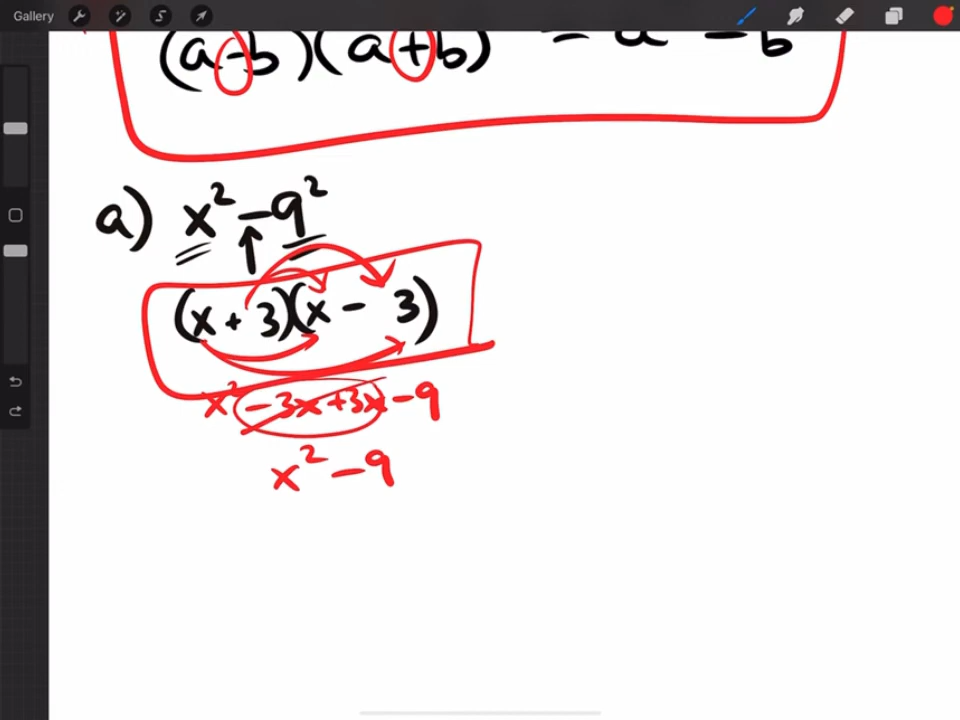 Gallery
(a-b)(a+b) = a - b
a) x² - 9²
(x + 3)(x - 3)
x² - 3x + 3x - 9
x² - 9